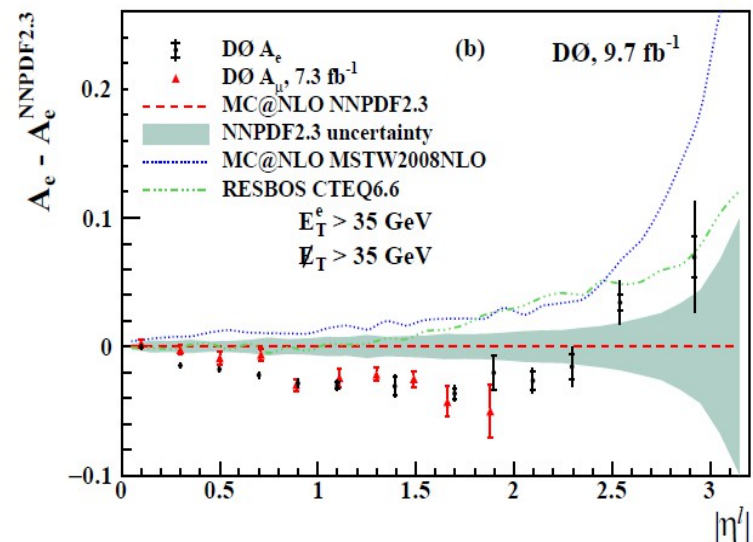 A_e - A_e^NNPDF2.3
0.2
0.1
0
−0.1
DØ A_e
DØ A_μ, 7.3 fb^-1
MC@NLO NNPDF2.3
NNPDF2.3 uncertainty
MC@NLO MSTW2008NLO
RESBOS CTEQ6.6
E_T^e > 35 GeV
E̸_T > 35 GeV
(b)
DØ, 9.7 fb^-1
0 0.5 1 1.5 2 2.5 3
|η^l|